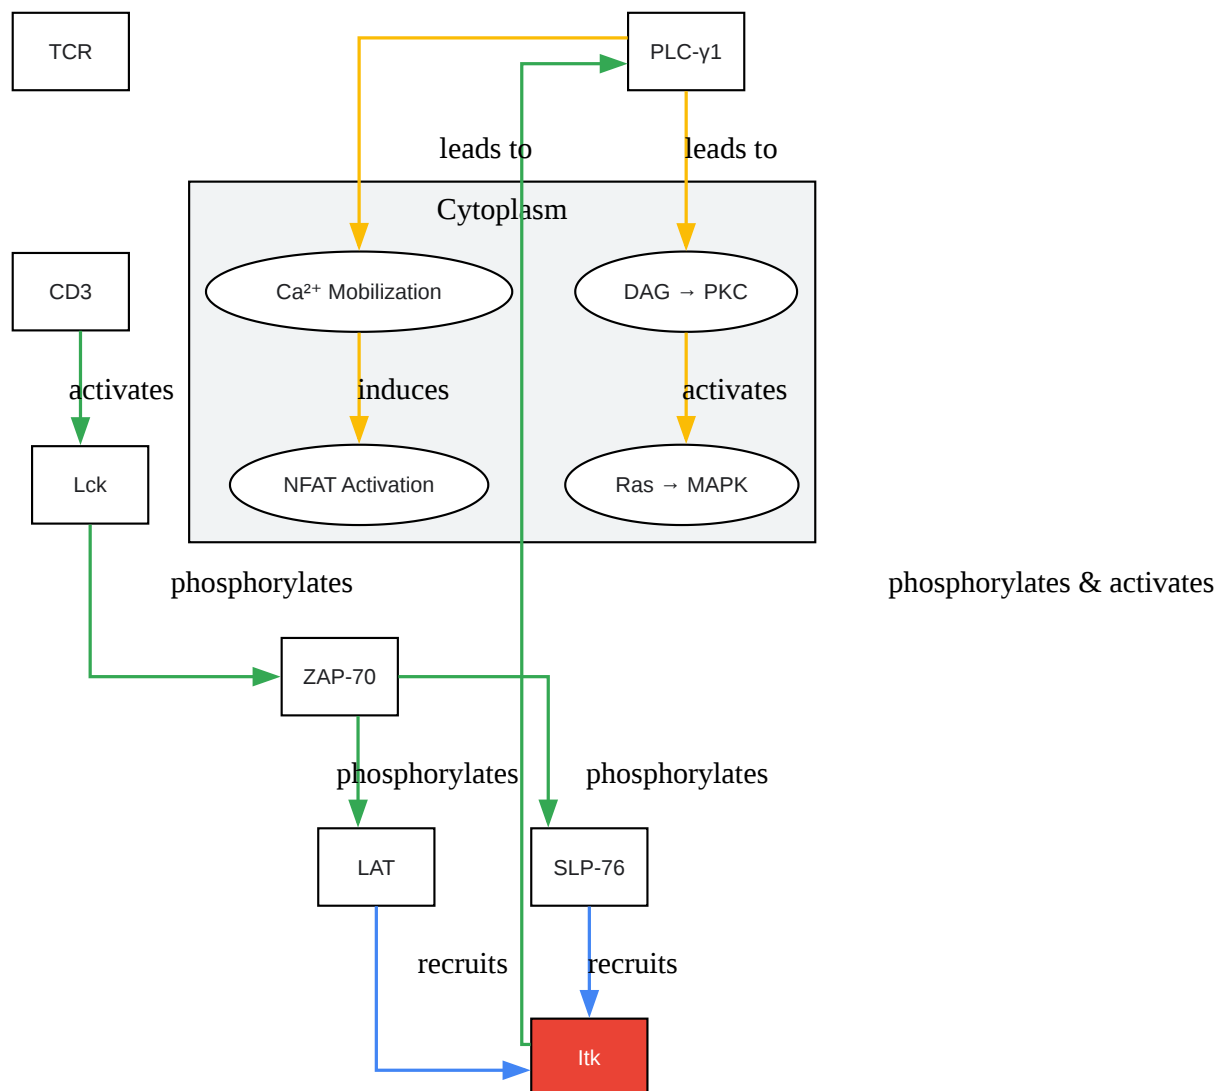 TCR
PLC-γ1
leads to
leads to
Cytoplasm
CD3
Ca²⁺ Mobilization
DAG → PKC
activates
induces
activates
Lck
NFAT Activation
Ras → MAPK
phosphorylates
phosphorylates & activates
ZAP-70
phosphorylates
phosphorylates
LAT
SLP-76
recruits
recruits
Itk